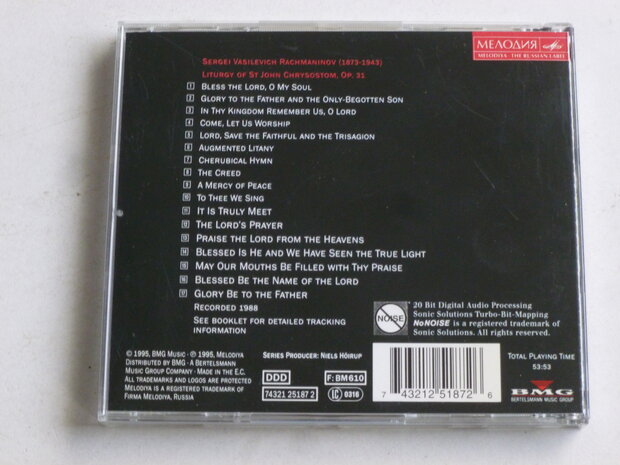 МЕЛОДИЯ
MELODIYA - THE RUSSIAN LABEL
SERGEI VASILEVICH RACHMANINOV (1873-1943)
LITURGY OF ST JOHN CHRYSOSTOM, OP. 31
1 BLESS THE LORD, O MY SOUL
2 GLORY TO THE FATHER AND THE ONLY-BEGOTTEN SON
3 IN THY KINGDOM REMEMBER US, O LORD
4 COME, LET US WORSHIP
5 LORD, SAVE THE FAITHFUL AND THE TRISAGION
6 AUGMENTED LITANY
7 CHERUBICAL HYMN
8 THE CREED
9 A MERCY OF PEACE
10 TO THEE WE SING
11 IT IS TRULY MEET
12 THE LORD'S PRAYER
13 PRAISE THE LORD FROM THE HEAVENS
14 BLESSED IS HE AND WE HAVE SEEN THE TRUE LIGHT
15 MAY OUR MOUTHS BE FILLED WITH THY PRAISE
16 BLESSED BE THE NAME OF THE LORD
17 GLORY BE TO THE FATHER
RECORDED 1988
SEE BOOKLET FOR DETAILED TRACKING
INFORMATION
NOISE
20 Bit Digital Audio Processing
Sonic Solutions Turbo-Bit-Mapping
NoNOISE is a registered trademark of
Sonic Solutions. All rights reserved.
© 1995, BMG MUSIC · ℗ 1995, MELODIYA
DISTRIBUTED BY BMG - A BERTELSMANN
MUSIC GROUP COMPANY · MADE IN THE E.C.
ALL TRADEMARKS AND LOGOS ARE PROTECTED
MELODIYA IS A REGISTERED TRADEMARK OF
FIRMA MELODIYA, RUSSIA
SERIES PRODUCER: NIELS HÖIRUP
DDD
F: BM 610
74321 25187 2
LC 0316
7 43212 51872 6
TOTAL PLAYING TIME
53:53
BMG
BERTELSMANN MUSIC GROUP